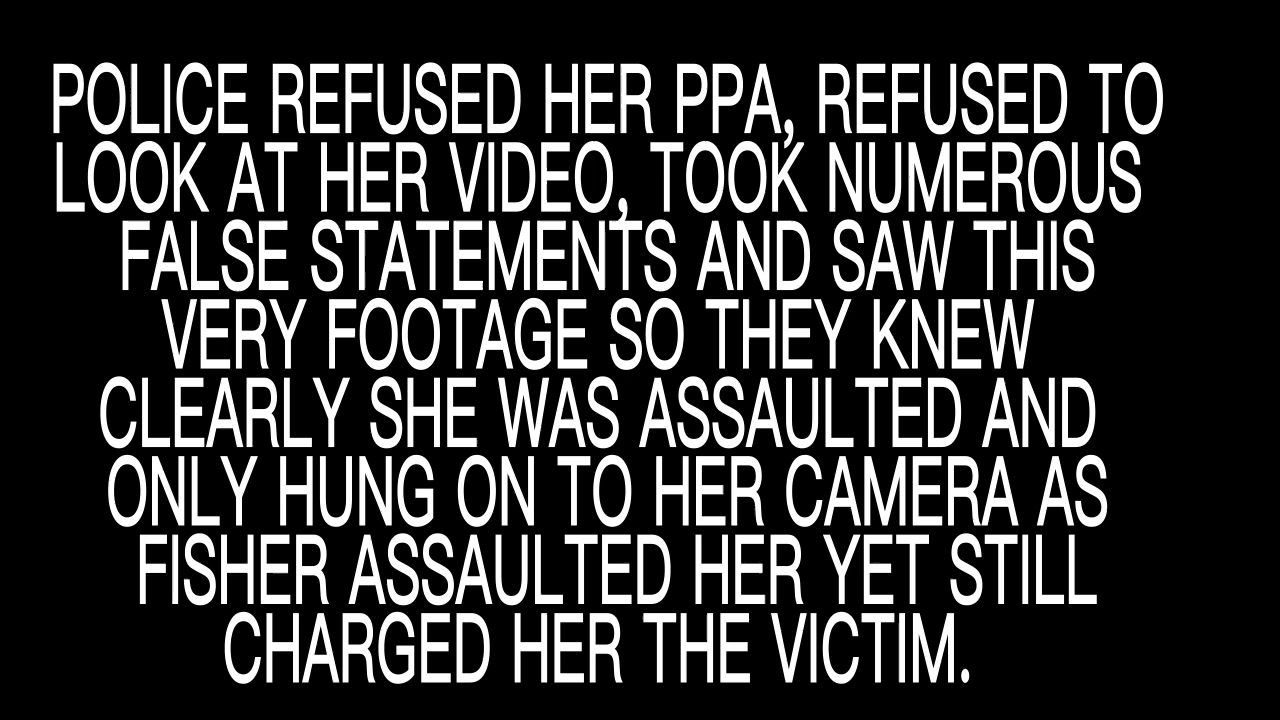 POLICE REFUSED HER PPA, REFUSED TO
LOOK AT HER VIDEO, TOOK NUMEROUS
FALSE STATEMENTS AND SAW THIS
VERY FOOTAGE SO THEY KNEW
CLEARLY SHE WAS ASSAULTED AND
ONLY HUNG ON TO HER CAMERA AS
FISHER ASSAULTED HER YET STILL
CHARGED HER THE VICTIM.